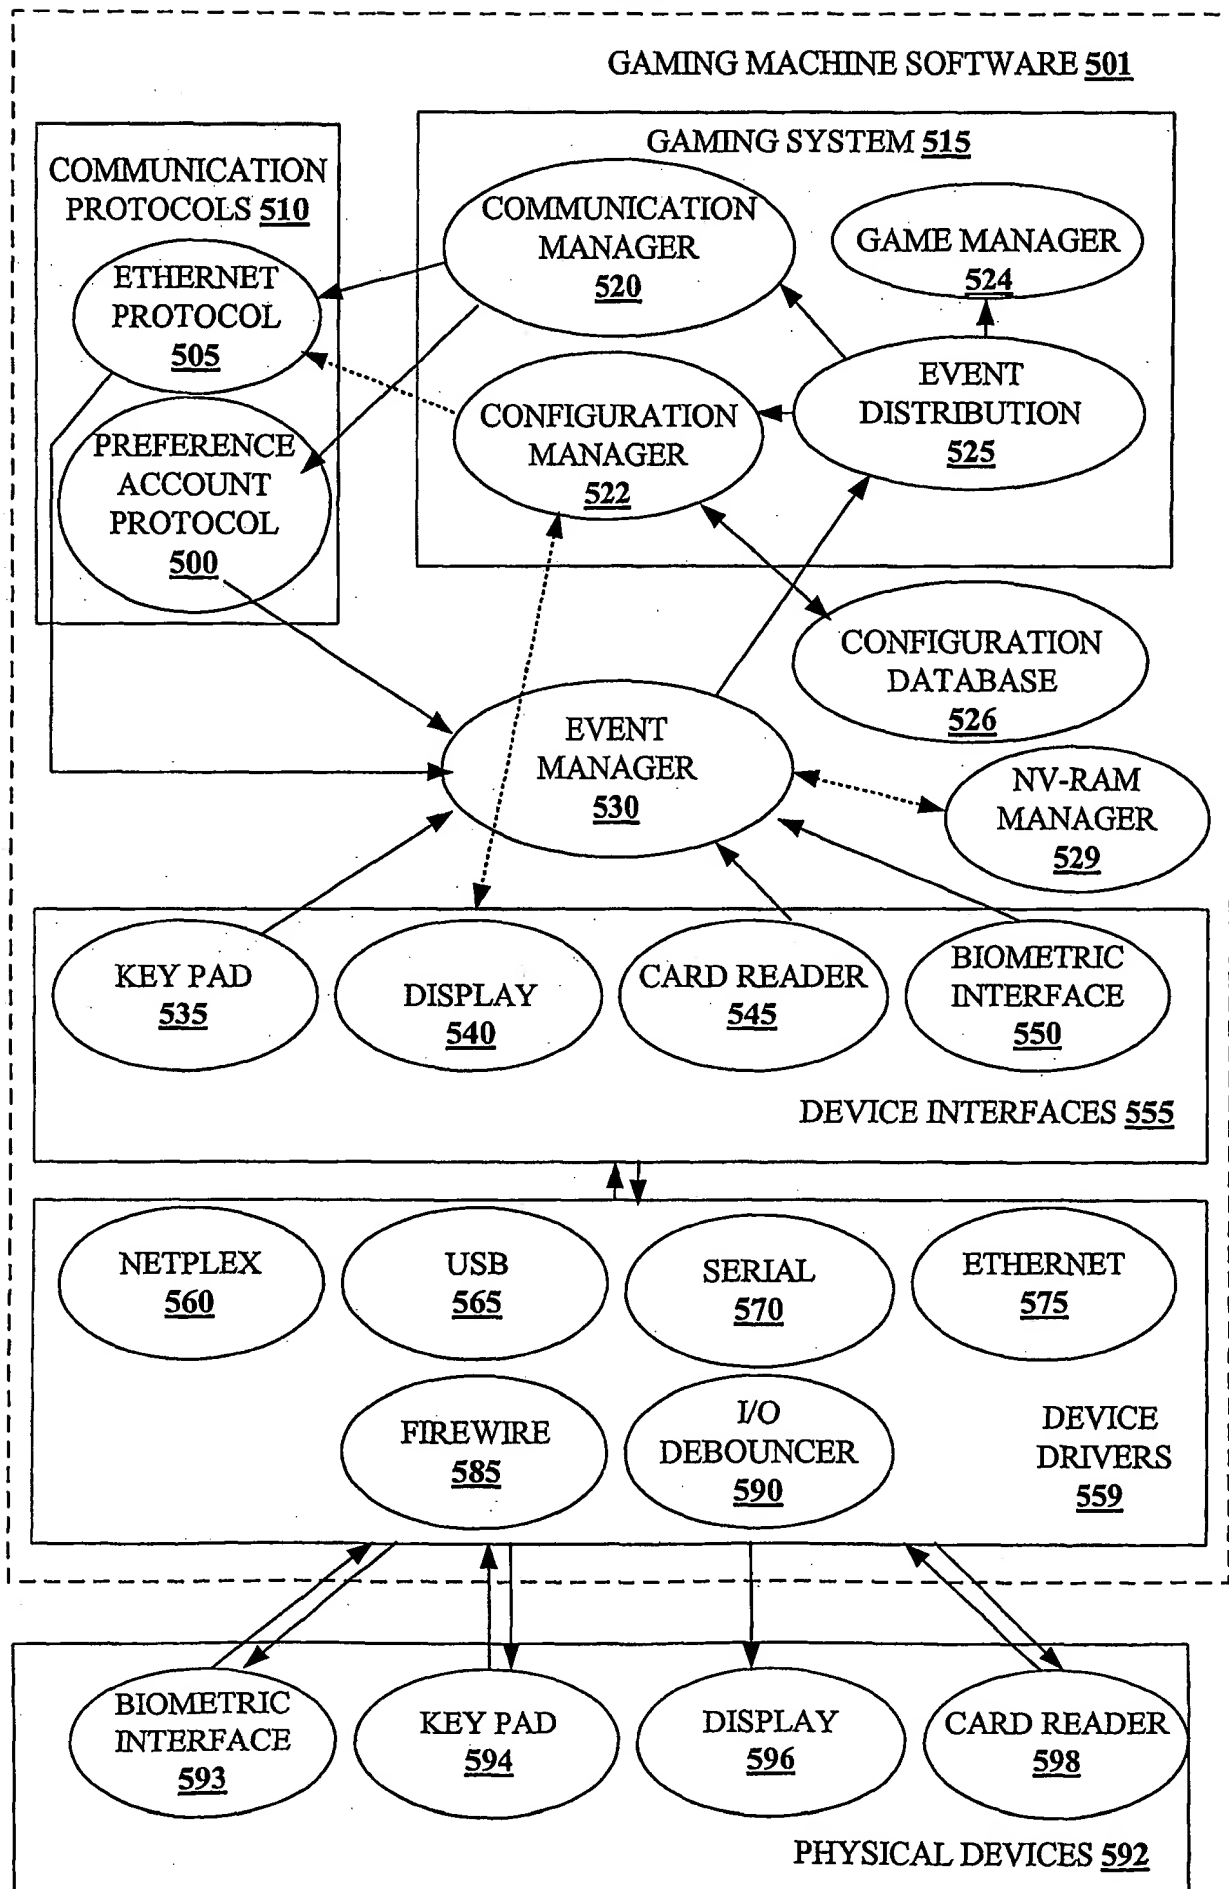 GAMING MACHINE SOFTWARE 501
COMMUNICATION
PROTOCOLS 510
ETHERNET
PROTOCOL
505
PREFERENCE
ACCOUNT
PROTOCOL
500
GAMING SYSTEM 515
COMMUNICATION
MANAGER
520
GAME MANAGER
524
CONFIGURATION
MANAGER
522
EVENT
DISTRIBUTION
525
CONFIGURATION
DATABASE
526
EVENT
MANAGER
530
NV-RAM
MANAGER
529
KEY PAD
535
DISPLAY
540
CARD READER
545
BIOMETRIC
INTERFACE
550
DEVICE INTERFACES 555
NETPLEX
560
USB
565
SERIAL
570
ETHERNET
575
FIREWIRE
585
I/O
DEBOUNCER
590
DEVICE
DRIVERS
559
BIOMETRIC
INTERFACE
593
KEY PAD
594
DISPLAY
596
CARD READER
598
PHYSICAL DEVICES 592